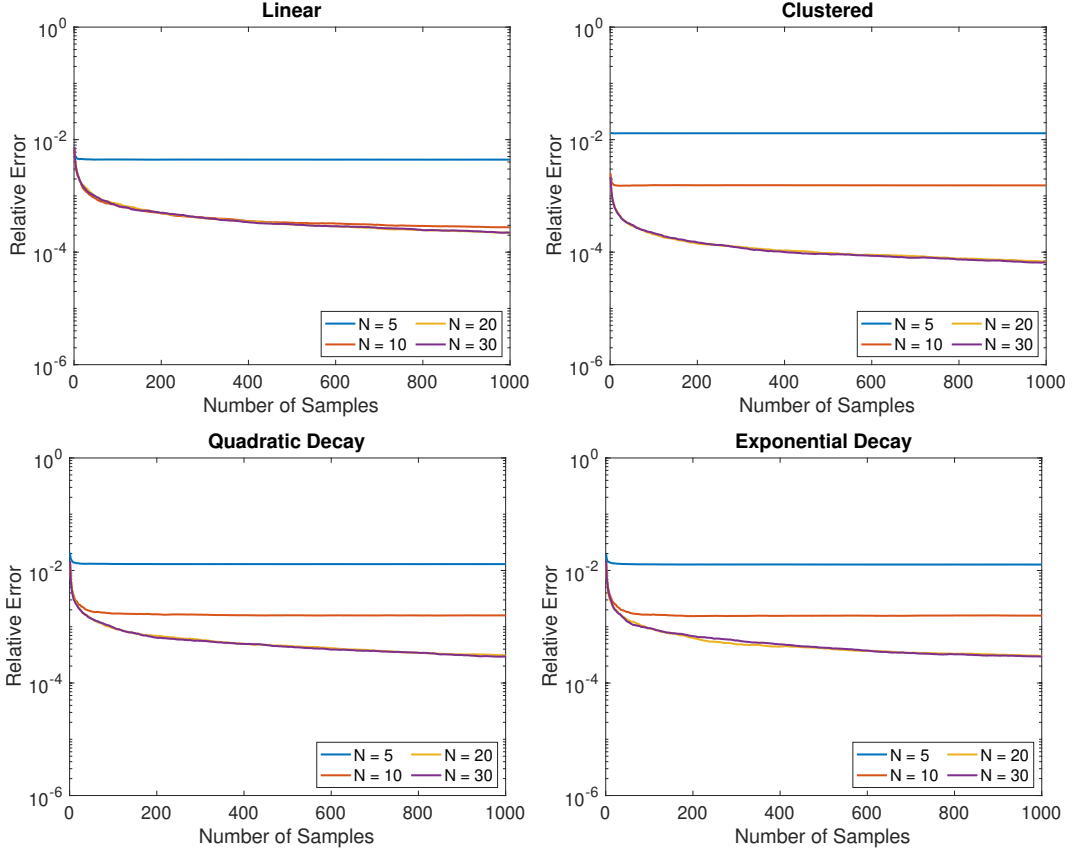 Linear
Relative Error
10^0
10^-2
10^-4
10^-6
N = 5 N = 20
N = 10 N = 30
0 200 400 600 800 1000
Number of Samples
Clustered
Relative Error
10^0
10^-2
10^-4
10^-6
N = 5 N = 20
N = 10 N = 30
0 200 400 600 800 1000
Number of Samples
Quadratic Decay
Relative Error
10^0
10^-2
10^-4
10^-6
N = 5 N = 20
N = 10 N = 30
0 200 400 600 800 1000
Number of Samples
Exponential Decay
Relative Error
10^0
10^-2
10^-4
10^-6
N = 5 N = 20
N = 10 N = 30
0 200 400 600 800 1000
Number of Samples